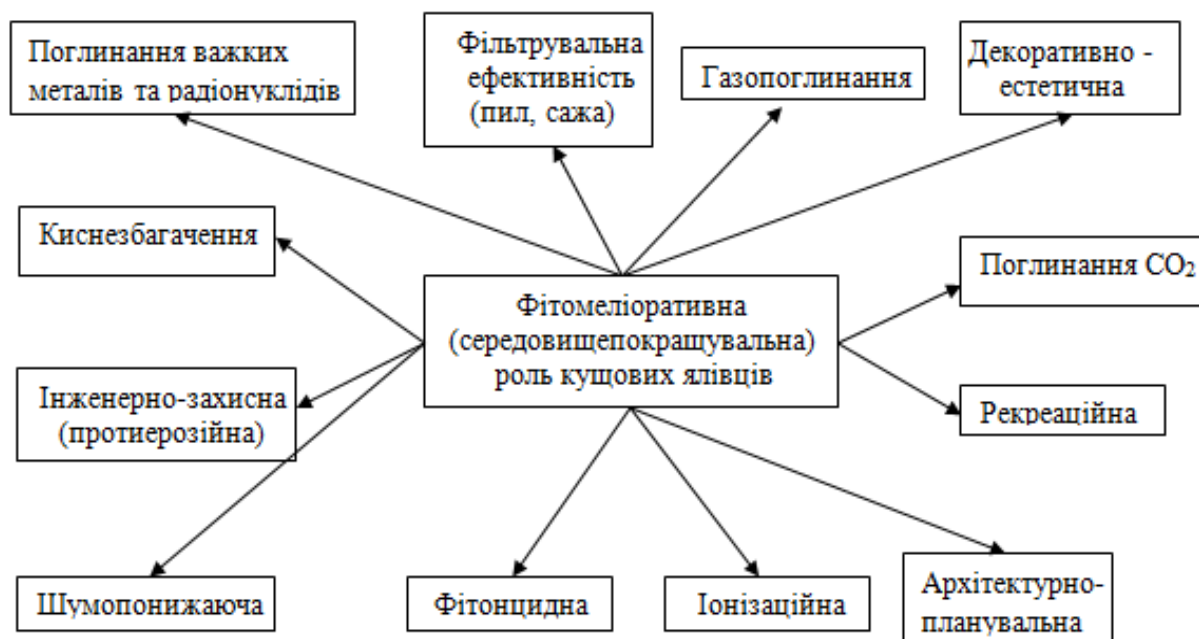 Поглинання важких
металів та радіонуклідів
Фільтрувальна
ефективність
(пил, сажа)
Газопоглинання
Декоративно -
естетична
Киснезбагачення
Поглинання CO₂
Фітомеліоративна
(середовищепокращувальна)
роль кущових ялівців
Інженерно-захисна
(протиерозійна)
Рекреаційна
Шумопонижаюча
Фітонцидна
Іонізаційна
Архітектурно-
планувальна